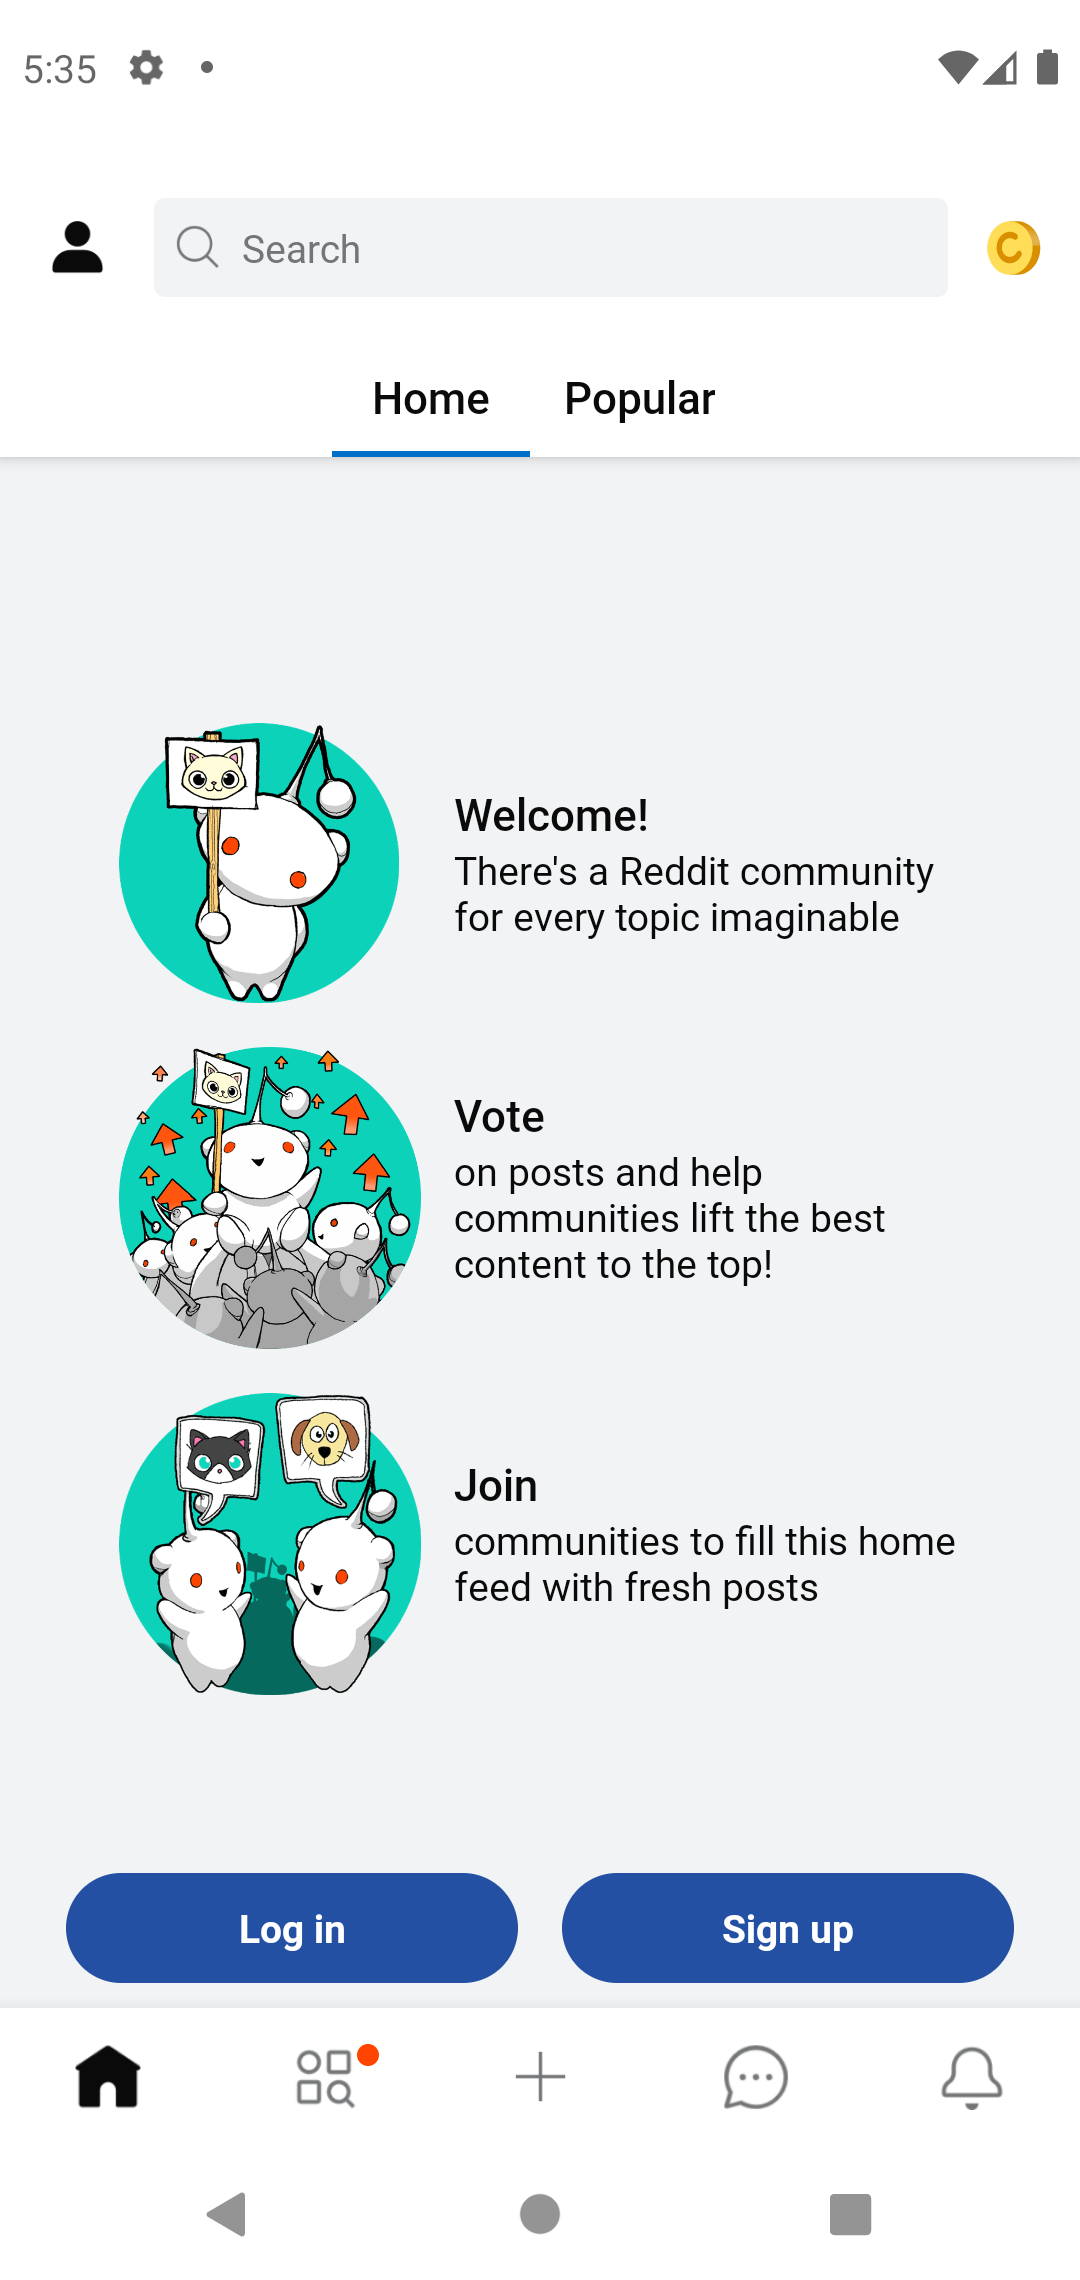 5:35
Search
Home
Popular
Welcome!
There's a Reddit community
for every topic imaginable
Vote
on posts and help
communities lift the best
content to the top!
Join
communities to fill this home
feed with fresh posts
Log in
Sign up